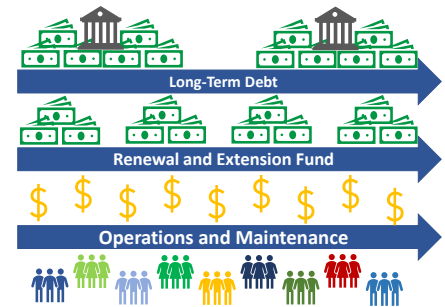 Long-Term Debt
Renewal and Extension Fund
$ $ $ $ $ $ $ $ $
Operations and Maintenance